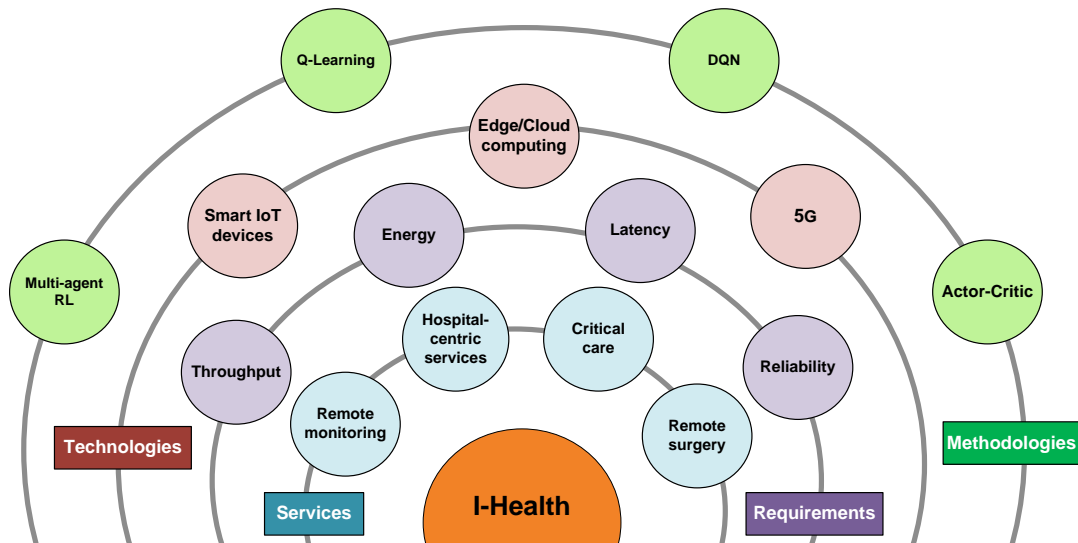 Q-Learning
DQN
Edge/Cloud
computing
Smart IoT
devices
5G
Energy
Latency
Multi-agent
RL
Actor-Critic
Hospital-
centric
services
Critical
care
Throughput
Reliability
Remote
monitoring
Remote
surgery
Technologies
Methodologies
I-Health
Services
Requirements